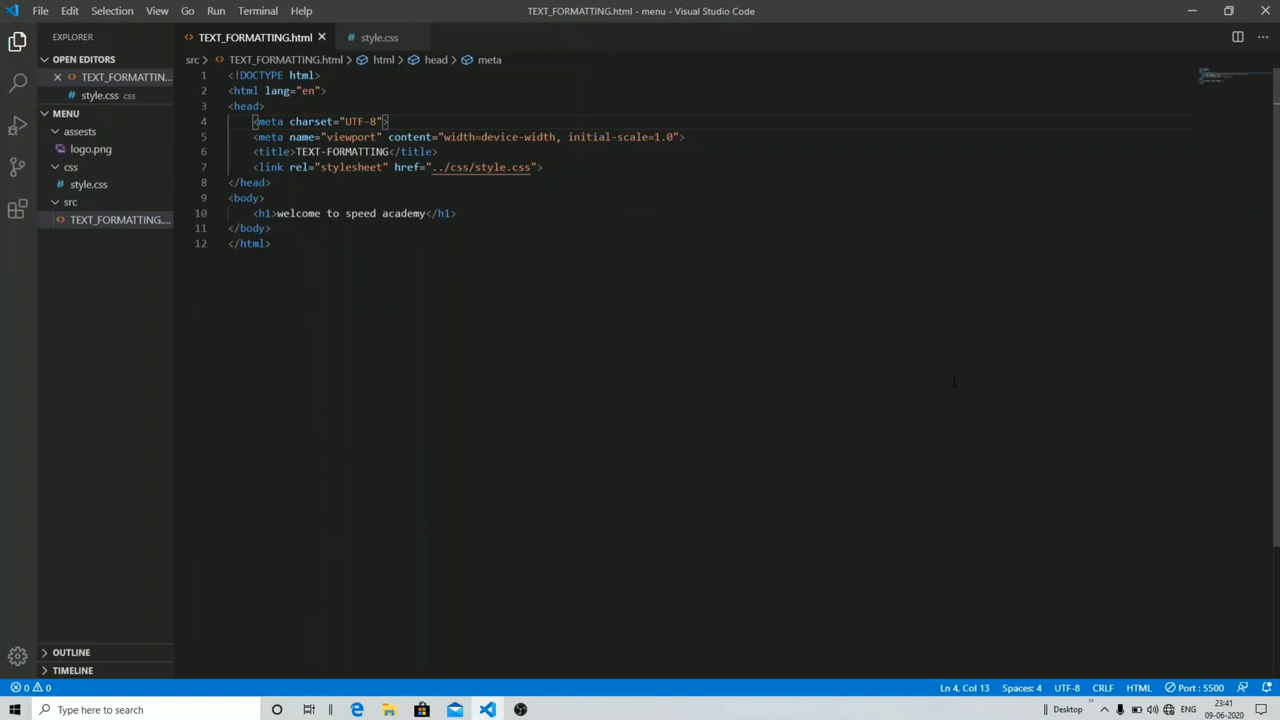 File Edit Selection View Go Run Terminal Help
TEXT_FORMATTING.html - menu - Visual Studio Code
EXPLORER
TEXT_FORMATTING.html
# style.css
OPEN EDITORS
TEXT_FORMATTIN...
# style.css css
MENU
assests
logo.png
css
# style.css
src
TEXT_FORMATTING....
src > TEXT_FORMATTING.html > html > head > meta
1 <!DOCTYPE html>
2 <html lang="en">
3 <head>
4 <meta charset="UTF-8">
5 <meta name="viewport" content="width=device-width, initial-scale=1.0">
6 <title>TEXT-FORMATTING</title>
7 <link rel="stylesheet" href="../css/style.css">
8 </head>
9 <body>
10 <h1>welcome to speed academy</h1>
11 </body>
12 </html>
OUTLINE
TIMELINE
0 0
Ln 4, Col 13 Spaces: 4 UTF-8 CRLF HTML Port : 5500
Type here to search
Desktop
ENG
23:41
09-06-2020